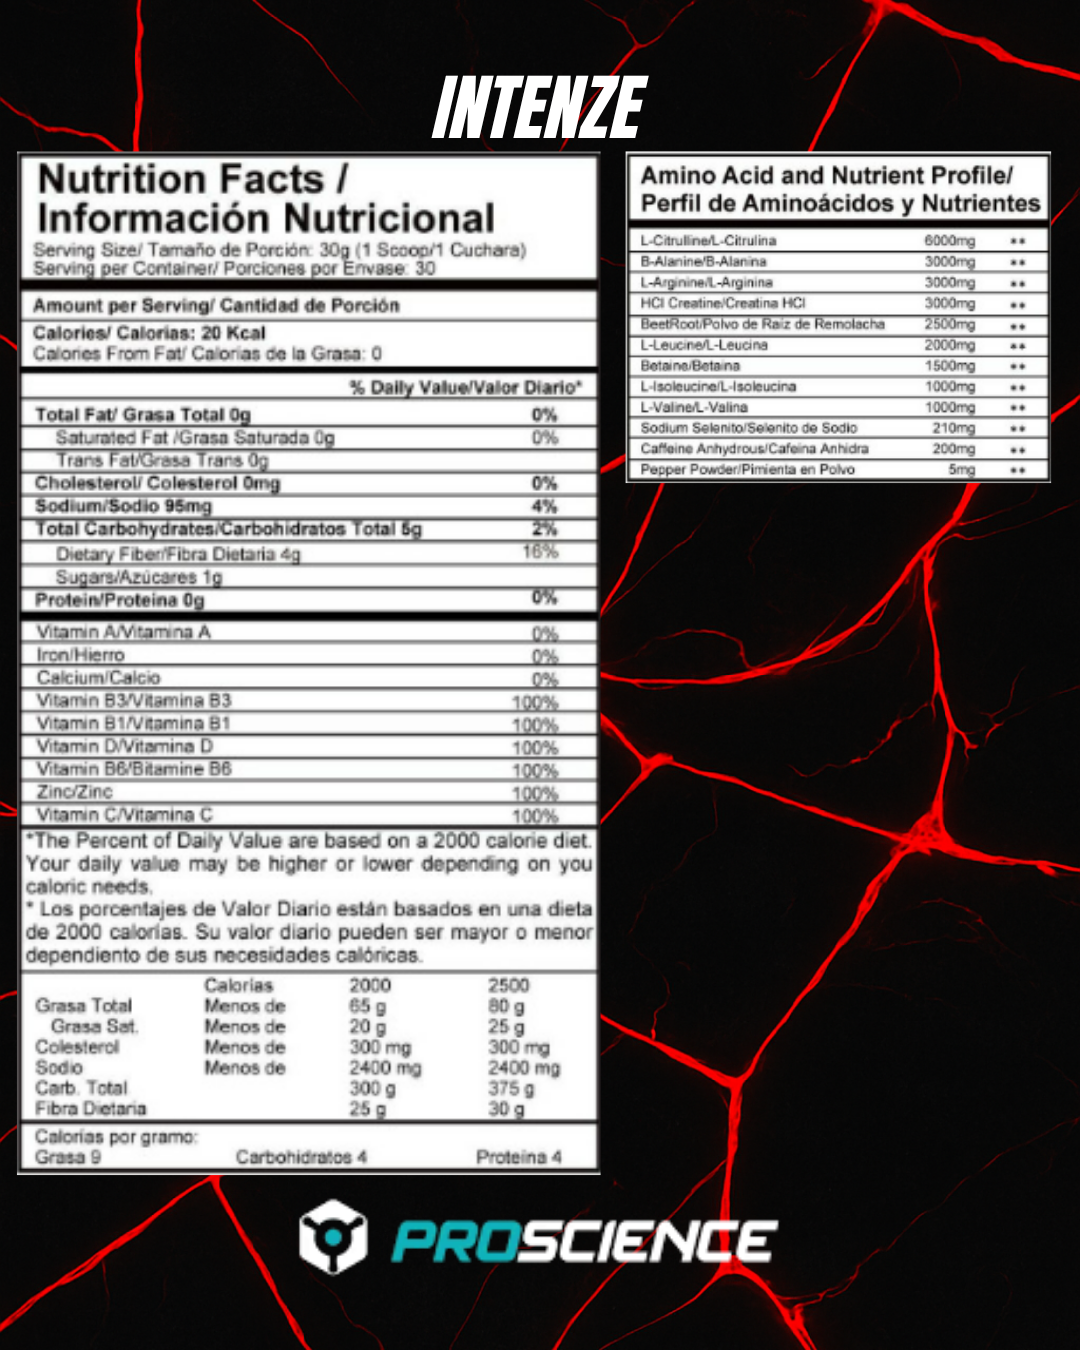 INTENZE
Nutrition Facts /
Información Nutricional
Serving Size/ Tamaño de Porción: 30g (1 Scoop/1 Cuchara)
Serving per Container/ Porciones por Envase: 30
Amount per Serving/ Cantidad de Porción
Calories/ Calorias: 20 Kcal
Calories From Fat/ Calorias de la Grasa: 0
% Daily Value/Valor Diario*
Total Fat/ Grasa Total 0g 0%
Saturated Fat /Grasa Saturada 0g 0%
Trans Fat/Grasa Trans 0g
Cholesterol/ Colesterol 0mg 0%
Sodium/Sodio 95mg 4%
Total Carbohydrates/Carbohidratos Total 5g 2%
Dietary Fiber/Fibra Dietaria 4g 16%
Sugars/Azúcares 1g
Protein/Proteina 0g 0%
Vitamin A/Vitamina A 0%
Iron/Hierro 0%
Calcium/Calcio 0%
Vitamin B3/Vitamina B3 100%
Vitamin B1/Vitamina B1 100%
Vitamin D/Vitamina D 100%
Vitamin B6/Bitamine B6 100%
Zinc/Zinc 100%
Vitamin C/Vitamina C 100%
*The Percent of Daily Value are based on a 2000 calorie diet.
Your daily value may be higher or lower depending on you
caloric needs.
* Los porcentajes de Valor Diario están basados en una dieta
de 2000 calorías. Su valor diario pueden ser mayor o menor
dependiento de sus necesidades calóricas.
Calorías 2000 2500
Grasa Total Menos de 65 g 80 g
Grasa Sat. Menos de 20 g 25 g
Colesterol Menos de 300 mg 300 mg
Sodio Menos de 2400 mg 2400 mg
Carb. Total 300 g 375 g
Fibra Dietaria 25 g 30 g
Calorías por gramo:
Grasa 9 Carbohidratos 4 Proteína 4
Amino Acid and Nutrient Profile/
Perfil de Aminoácidos y Nutrientes
L-Citrulline/L-Citrulina 6000mg **
B-Alanine/B-Alanina 3000mg **
L-Arginine/L-Arginina 3000mg **
HCl Creatine/Creatina HCl 3000mg **
BeetRoot/Polvo de Raiz de Remolacha 2500mg **
L-Leucine/L-Leucina 2000mg **
Betaine/Betaina 1500mg **
L-Isoleucine/L-Isoleucina 1000mg **
L-Valine/L-Valina 1000mg **
Sodium Selenito/Selenito de Sodio 210mg **
Caffeine Anhydrous/Cafeina Anhidra 200mg **
Pepper Powder/Pimienta en Polvo 5mg **
PROSCIENCE